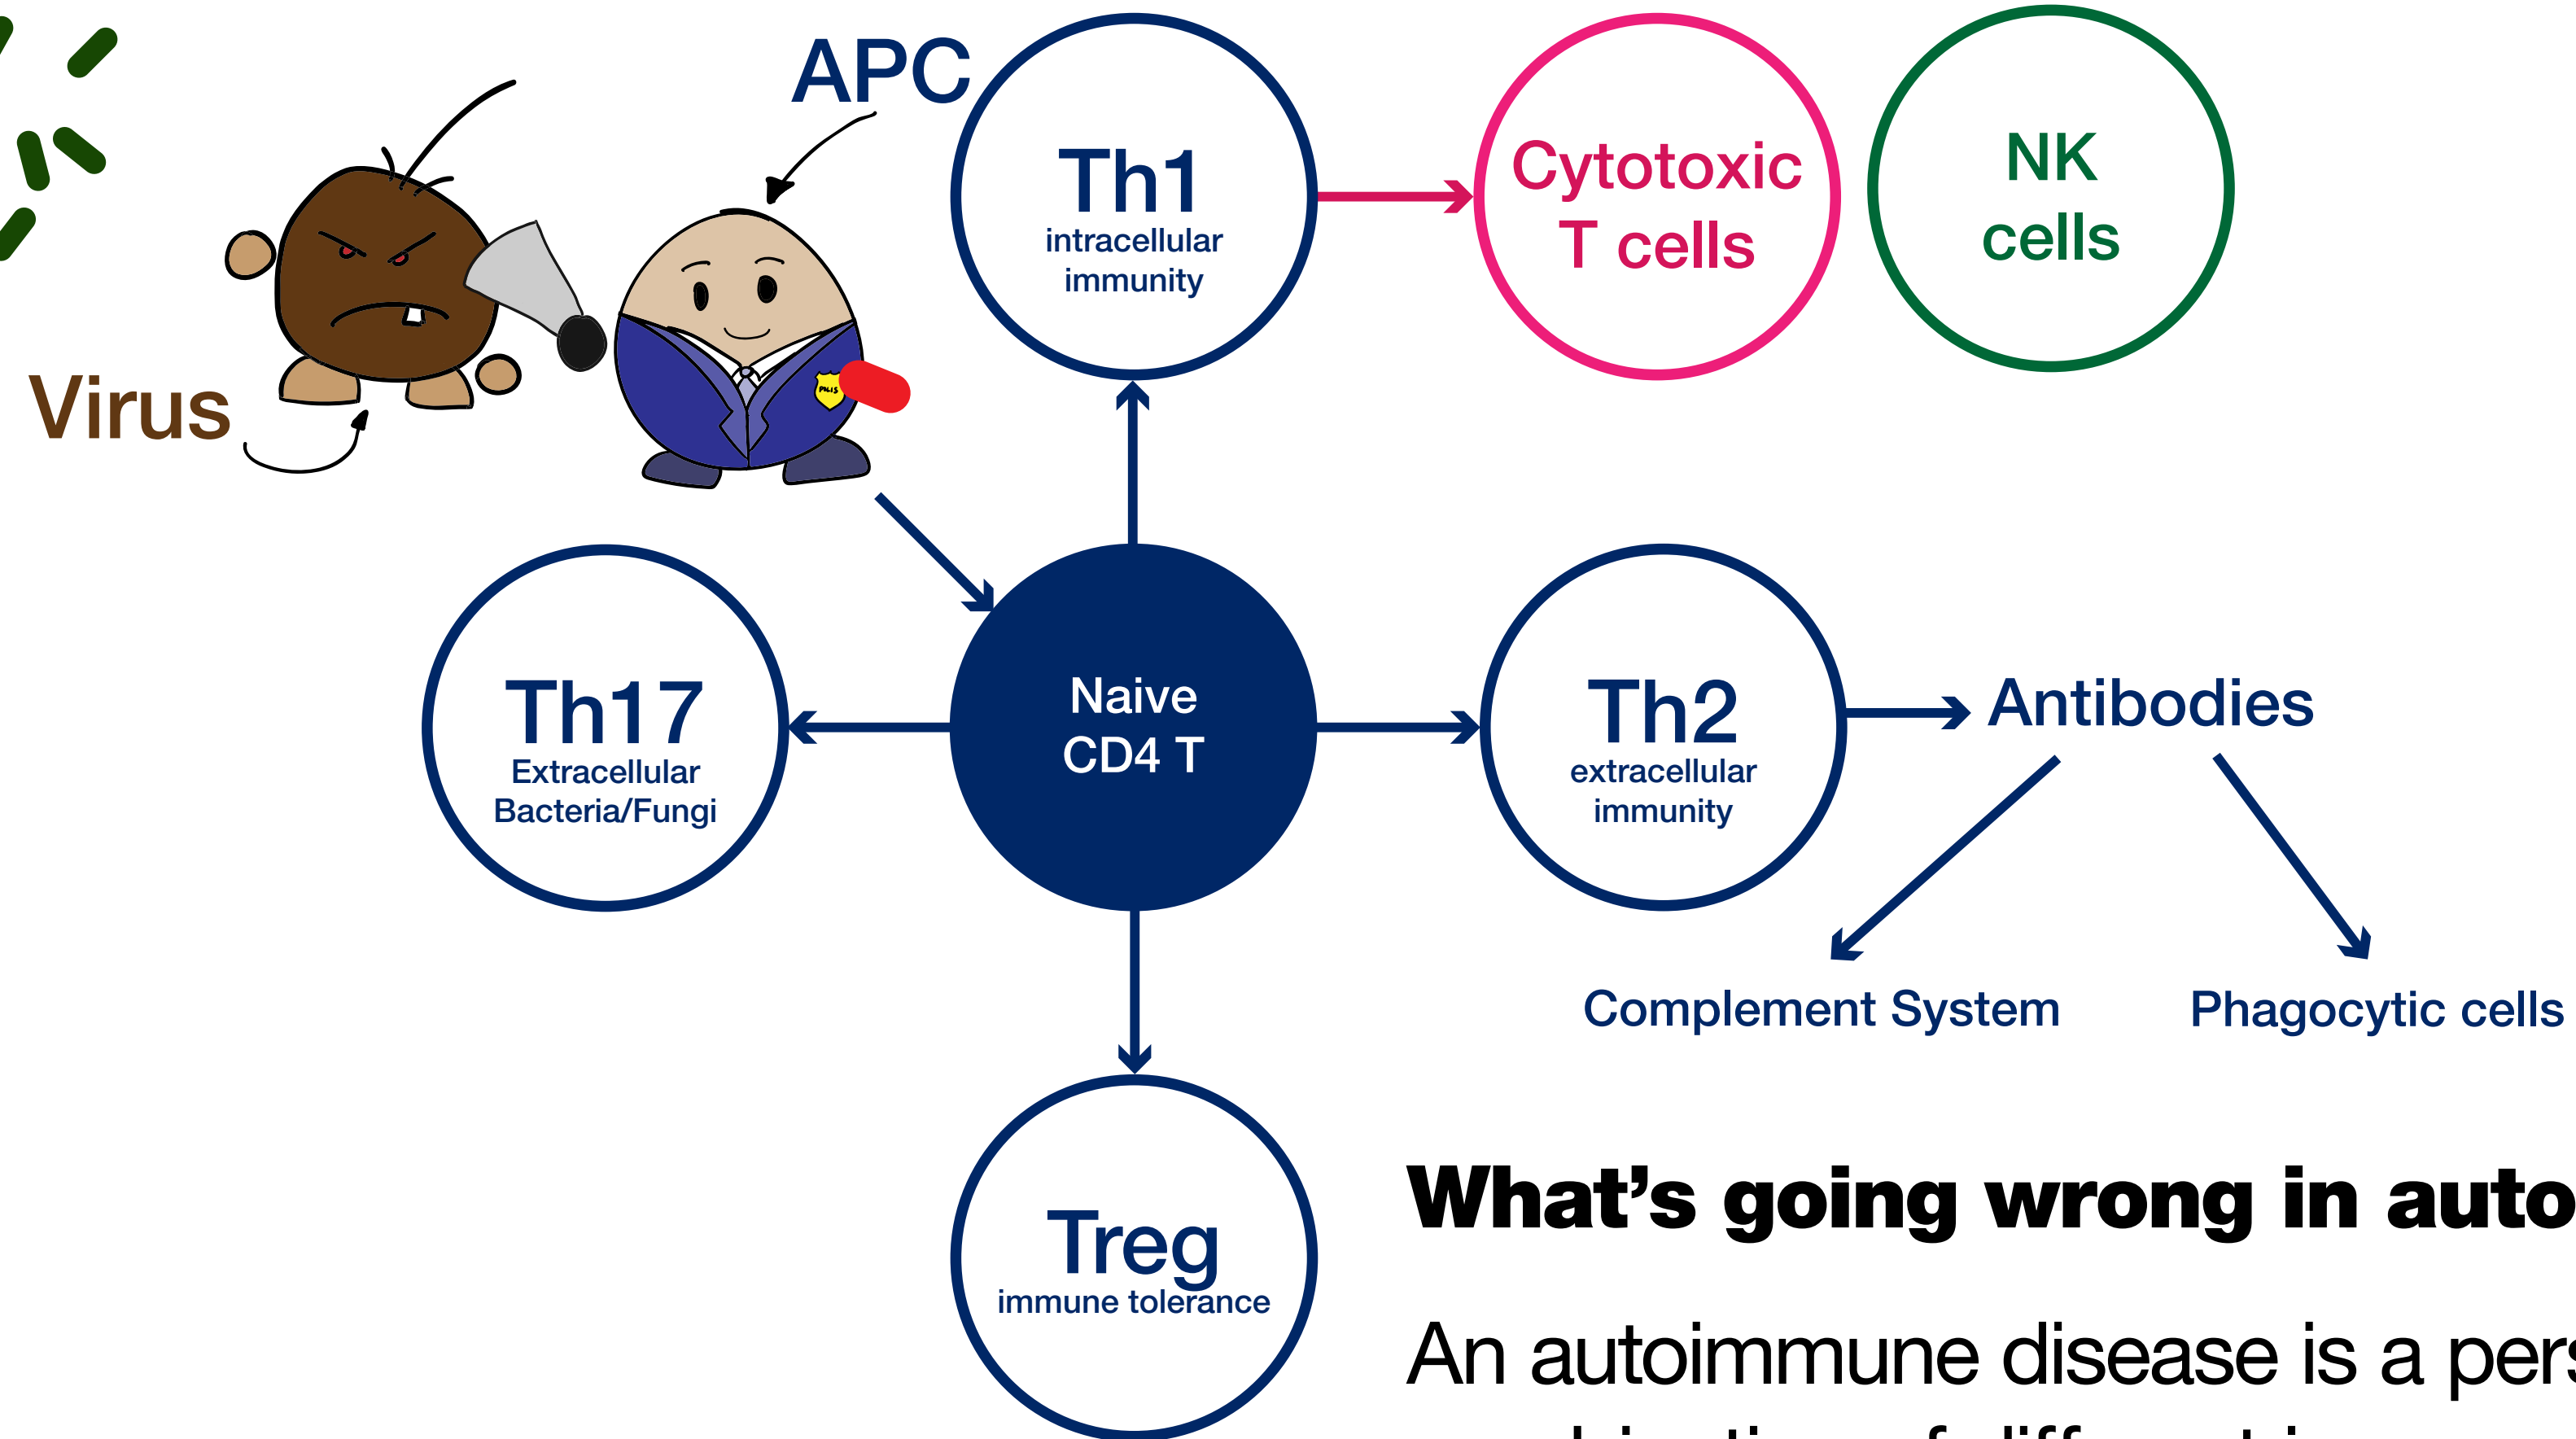 APC
Virus
Th1
intracellular
immunity
Cytotoxic
T cells
NK
cells
Th17
Extracellular
Bacteria/Fungi
Naive
CD4 T
Th2
extracellular
immunity
Antibodies
Complement System
Phagocytic cells
Treg
immune tolerance
What's going wrong in auto
An autoimmune disease is a pers